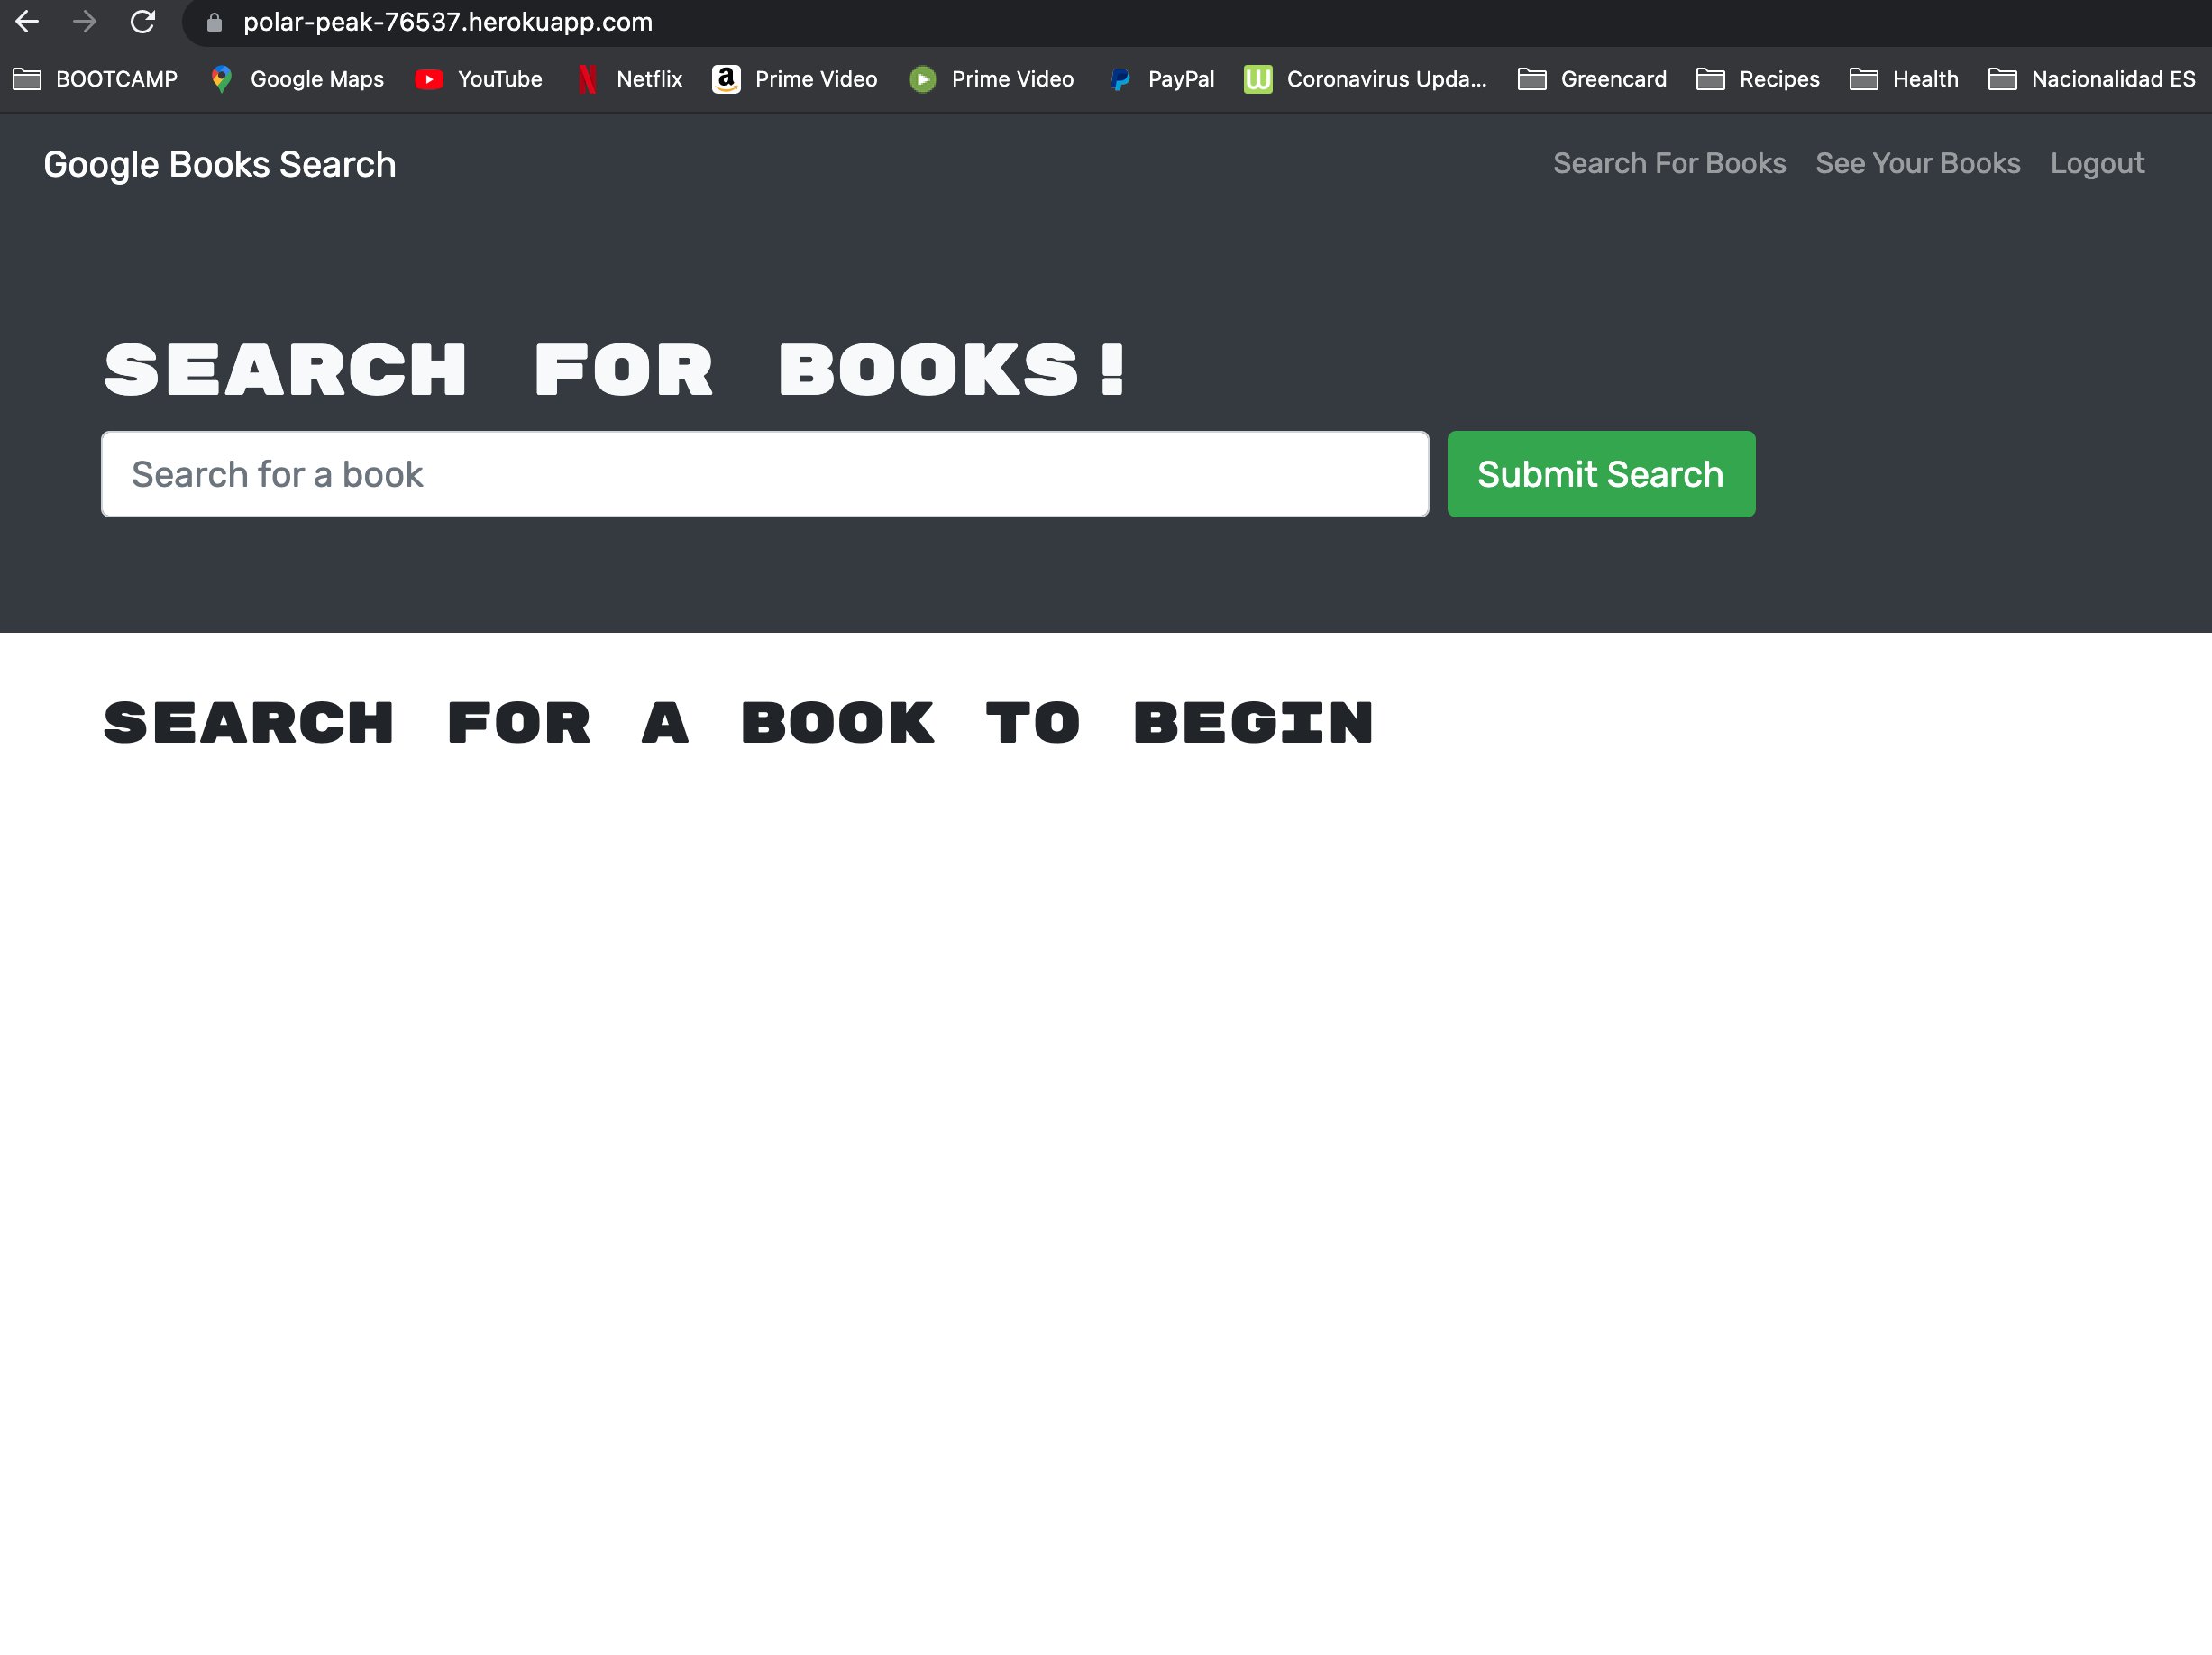 polar-peak-76537.herokuapp.com
BOOTCAMP Google Maps YouTube Netflix Prime Video Prime Video PayPal Coronavirus Upda... Greencard Recipes Health Nacionalidad ES
Google Books Search Search For Books See Your Books Logout
SEARCH FOR BOOKS!
Search for a book Submit Search
SEARCH FOR A BOOK TO BEGIN